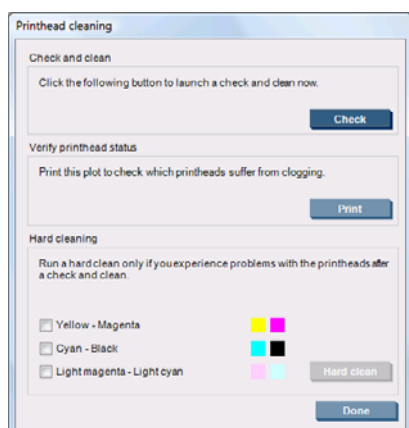 Printhead cleaning
Check and clean
Click the following button to launch a check and clean now.
Check
Verify printhead status
Print this plot to check which printheads suffer from clogging.
Print
Hard cleaning
Run a hard clean only if you experience problems with the printheads after
a check and clean.
Yellow - Magenta
Cyan - Black
Light magenta - Light cyan
Hard clean
Done